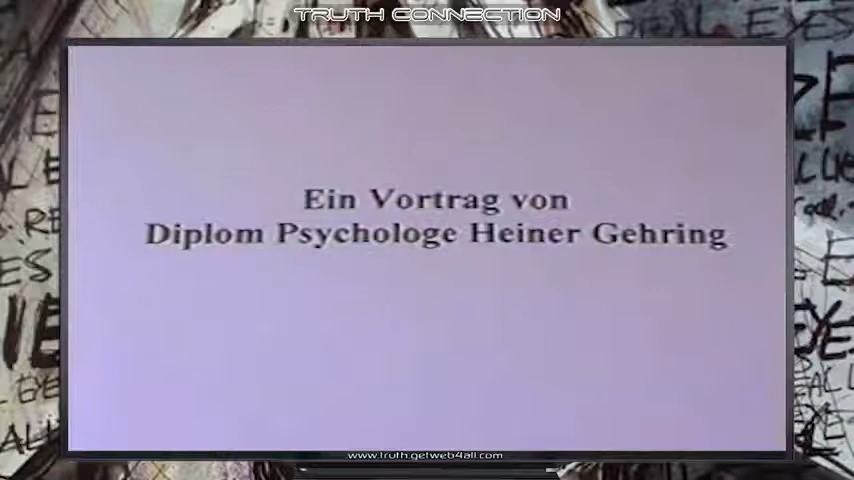 TRUTH CONNECTION
Ein Vortrag von
Diplom Psychologe Heiner Gehring
www.truth.getweb4all.com